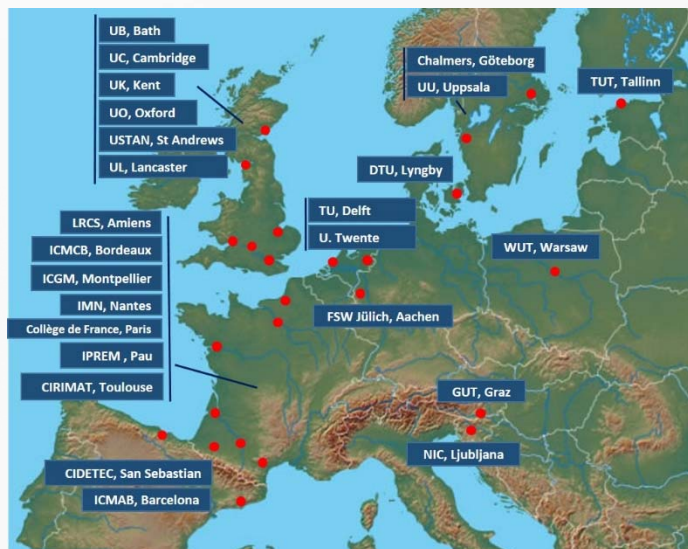 UB, Bath
UC, Cambridge
UK, Kent
UO, Oxford
USTAN, St Andrews
UL, Lancaster
Chalmers, Göteborg
UU, Uppsala
TUT, Tallinn
DTU, Lyngby
TU, Delft
U. Twente
WUT, Warsaw
LRCS, Amiens
ICMCB, Bordeaux
ICGM, Montpellier
IMN, Nantes
Collège de France, Paris
IPREM , Pau
CIRIMAT, Toulouse
FSW Jülich, Aachen
GUT, Graz
NIC, Ljubljana
CIDETEC, San Sebastian
ICMAB, Barcelona